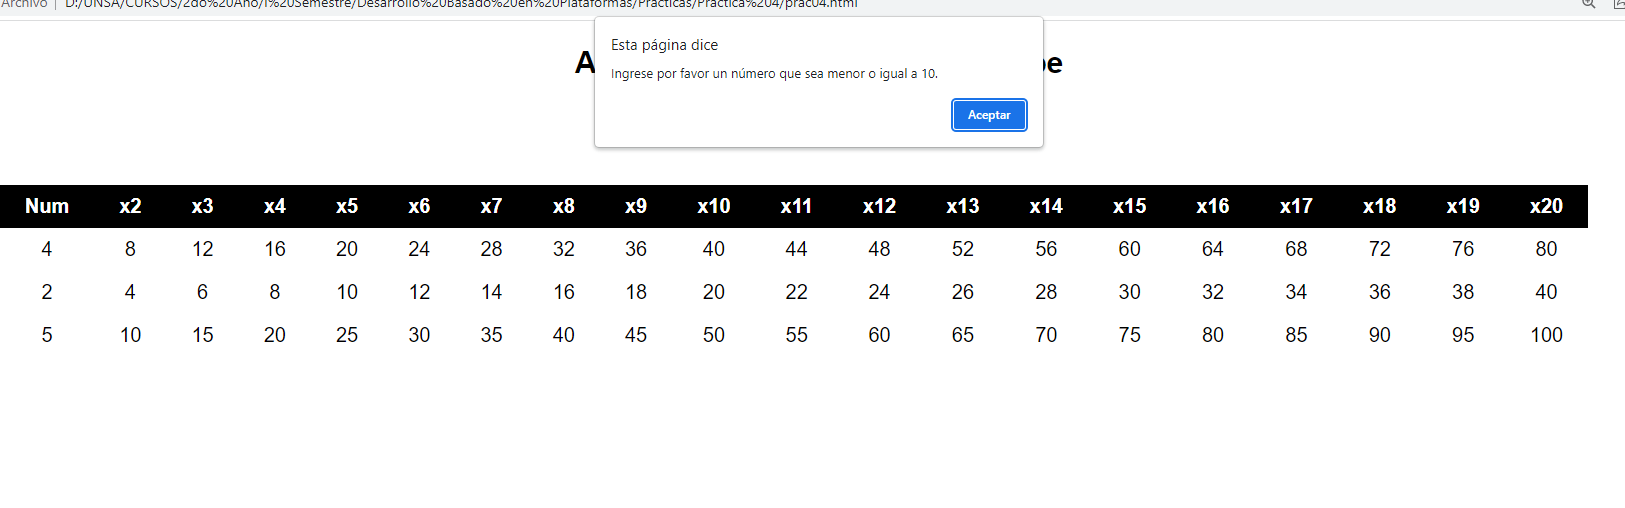 Archivo | D:/UNSA/CURSOS/2do%20Año/I%20Semestre/Desarrollo%20Basado%20en%20Plataformas/Prácticas/Práctica%204/prac04.html
Esta página dice
Ingrese por favor un número que sea menor o igual a 10.
Aceptar
Num x2 x3 x4 x5 x6 x7 x8 x9 x10 x11 x12 x13 x14 x15 x16 x17 x18 x19 x20
4 8 12 16 20 24 28 32 36 40 44 48 52 56 60 64 68 72 76 80
2 4 6 8 10 12 14 16 18 20 22 24 26 28 30 32 34 36 38 40
5 10 15 20 25 30 35 40 45 50 55 60 65 70 75 80 85 90 95 100